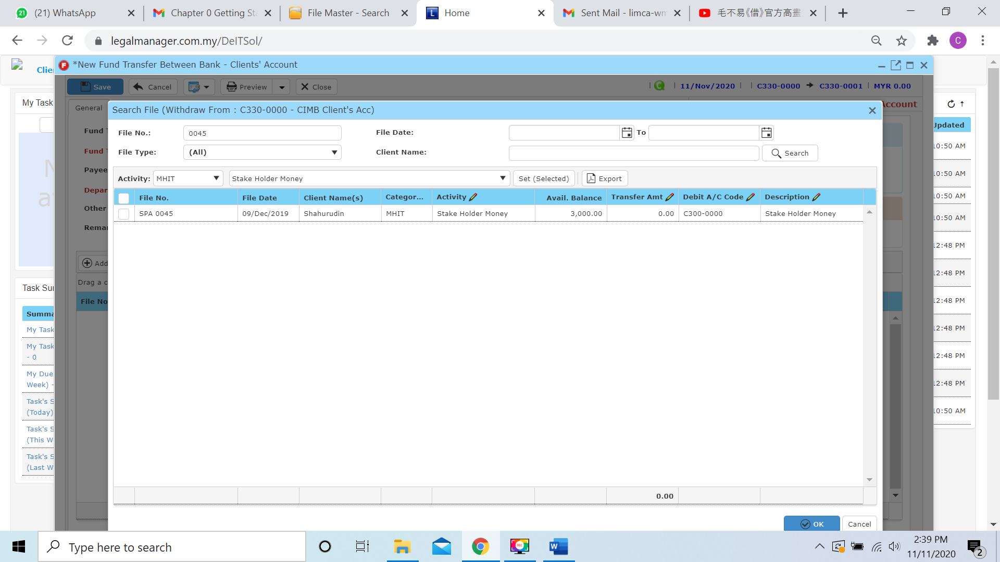 (21) WhatsApp
Chapter 0 Getting Sta
File Master - Search
Home
Sent Mail - limca-wm
毛不易《借》官方高畫
legalmanager.com.my/DeITSol/
*New Fund Transfer Between Bank - Clients' Account
Save
Cancel
Preview
Close
11/Nov/2020
C330-0000
C330-0001
MYR 0.00
Clie
My Task
General
Search File (Withdraw From : C330-0000 - CIMB Client's Acc)
Account
Updated
Fund T
File No.:
0045
File Date:
To
Fund T
File Type:
(All)
Client Name:
Search
Payee
Activity:
MHIT
Stake Holder Money
Set (Selected)
Export
Depar
Other
Remar
File No.
File Date
Client Name(s)
Categor...
Activity
Avail. Balance
Transfer Amt
Debit A/C Code
Description
SPA 0045
09/Dec/2019
Shahurudin
MHIT
Stake Holder Money
3,000.00
0.00
C300-0000
Stake Holder Money
Add
Drag a c
File No
Task Sum
Summa
My Task
My Task
- 0
My Due
Week) -
Task's S
(Today)
Task's S
(This W
Task's S
(Last W
10:50 AM
10:50 AM
10:50 AM
10:50 AM
12:48 PM
12:48 PM
12:48 PM
12:48 PM
12:48 PM
12:48 PM
10:50 AM
0.00
OK
Cancel
Type here to search
2:39 PM
11/11/2020
2